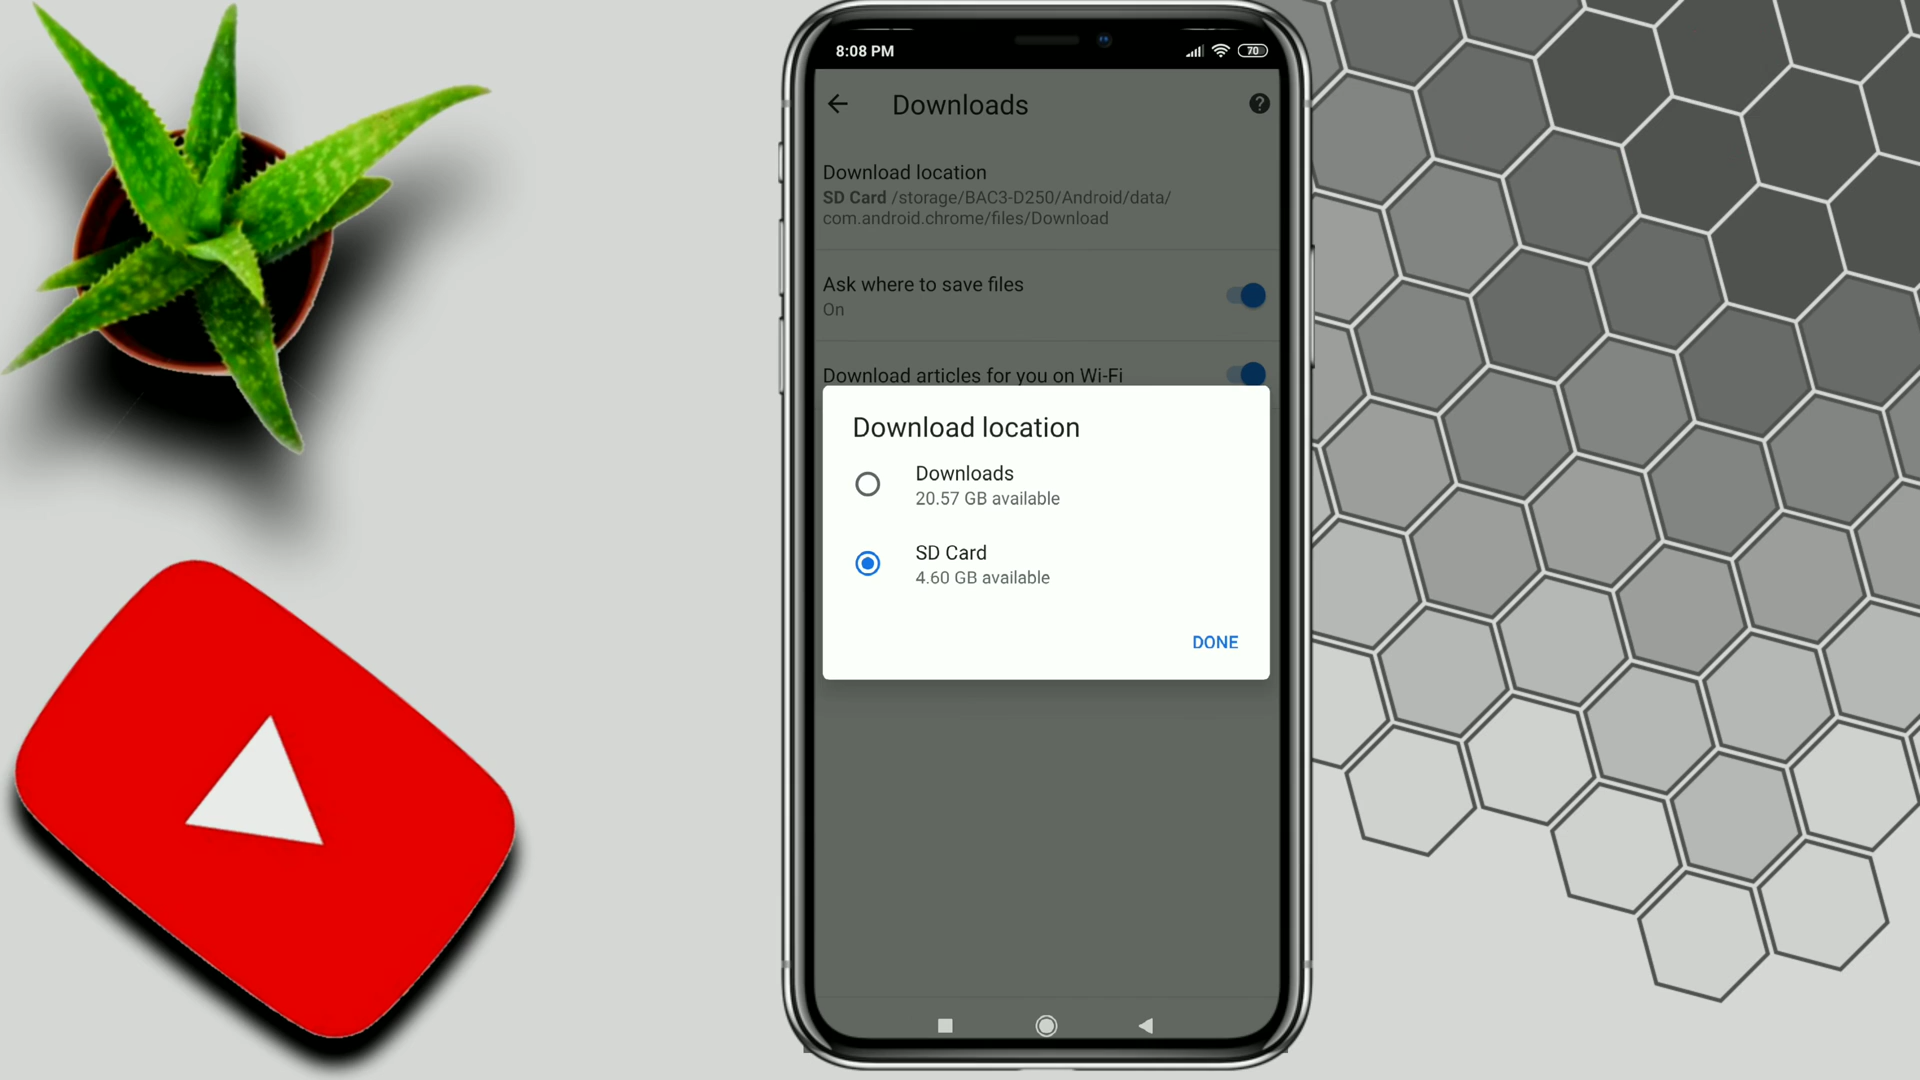 8:08 PM
70
Downloads
?
Download location
SD Card /storage/BAC3-D250/Android/data/
com.android.chrome/files/Download
Ask where to save files
On
Download articles for you on Wi-Fi
Download location
Downloads
20.57 GB available
SD Card
4.60 GB available
DONE